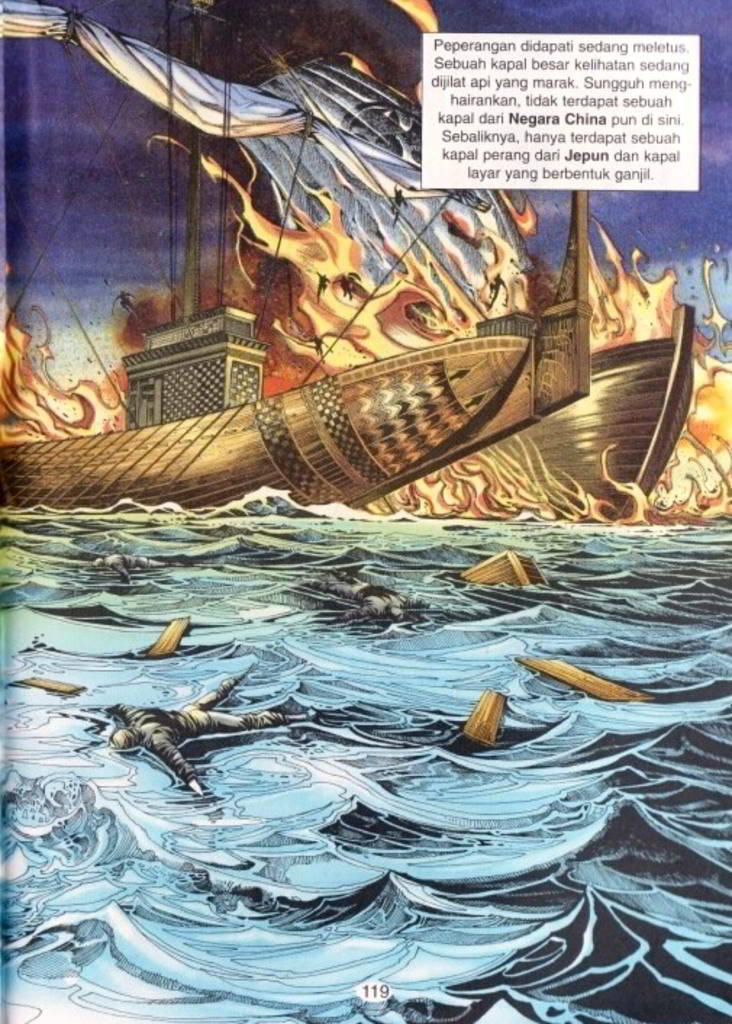 Peperangan didapati sedang meletus.
Sebuah kapal besar kelihatan sedang
dijilat api yang marak. Sungguh meng-
hairankan, tidak terdapat sebuah
kapal dari Negara China pun di sini.
Sebaliknya, hanya terdapat sebuah
kapal perang dari Jepun dan kapal
layar yang berbentuk ganjil.
119